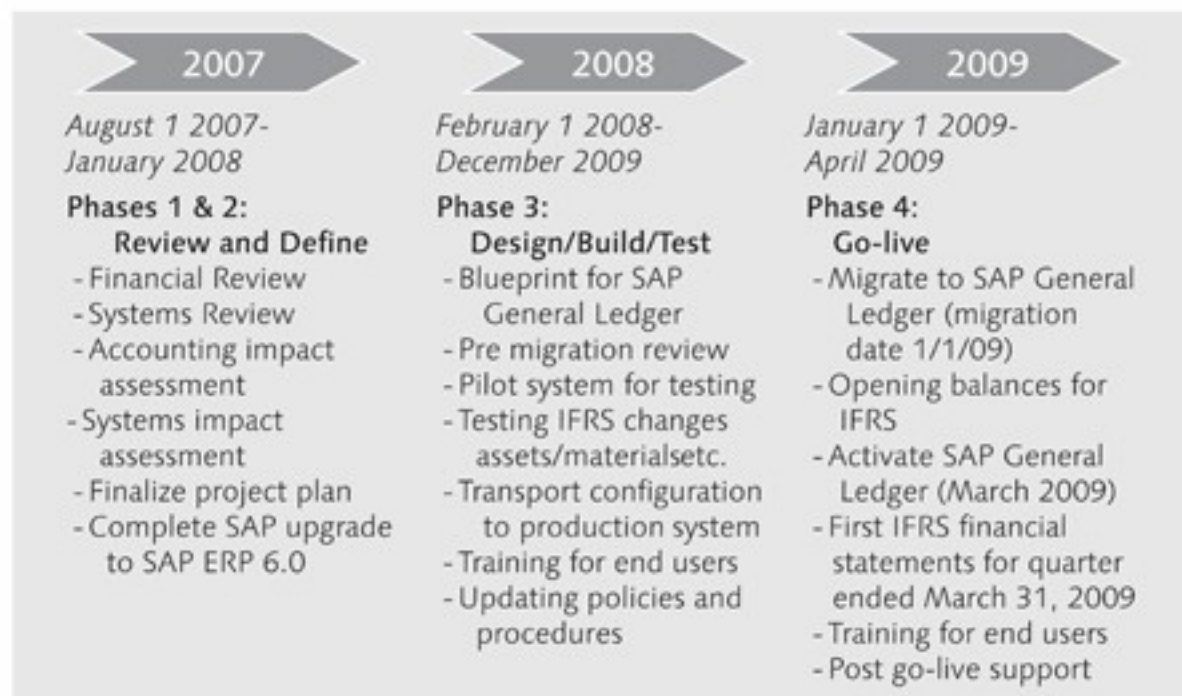 2007
August 1 2007-
January 2008
Phases 1 & 2:
Review and Define
- Financial Review
- Systems Review
- Accounting impact
assessment
- Systems impact
assessment
- Finalize project plan
- Complete SAP upgrade
to SAP ERP 6.0
2008
February 1 2008-
December 2009
Phase 3:
Design/Build/Test
- Blueprint for SAP
General Ledger
- Pre migration review
- Pilot system for testing
- Testing IFRS changes
assets/materialsetc.
- Transport configuration
to production system
- Training for end users
- Updating policies and
procedures
2009
January 1 2009-
April 2009
Phase 4:
Go-live
- Migrate to SAP General
Ledger (migration
date 1/1/09)
- Opening balances for
IFRS
- Activate SAP General
Ledger (March 2009)
- First IFRS financial
statements for quarter
ended March 31, 2009
- Training for end users
- Post go-live support